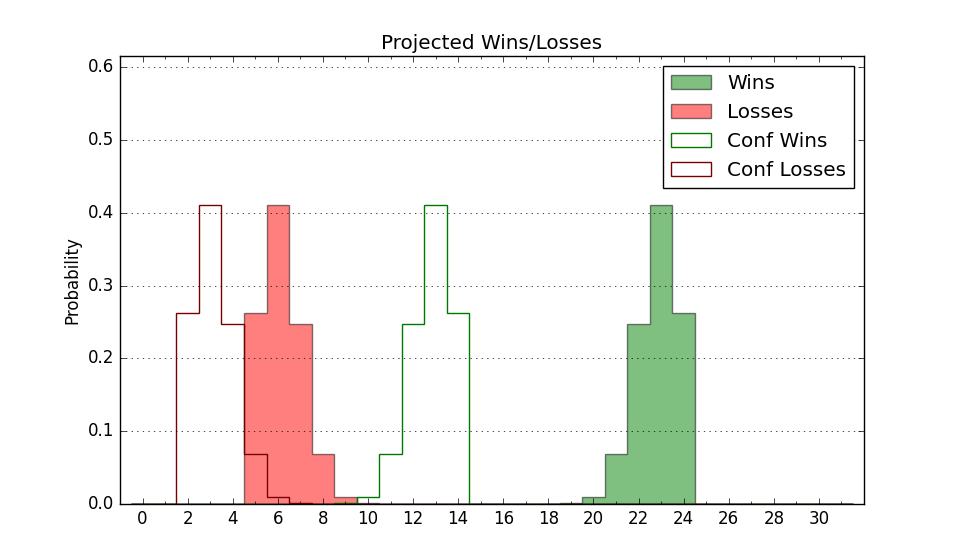 Projected Wins/Losses
Wins
Losses
Conf Wins
Conf Losses
Probability
0.6
0.5
0.4
0.3
0.2
0.1
0.0
0 2 4 6 8 10 12 14 16 18 20 22 24 26 28 30